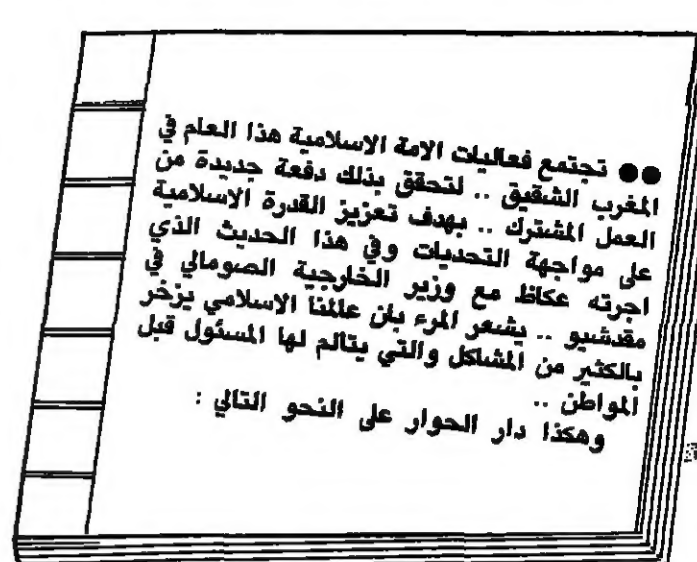 ●● تجتمع فعاليات الامة الاسلامية هذا العام في
المغرب الشقيق .. لتحقق بذلك دفعة جديدة من
العمل المشترك .. بهدف تعزيز القدرة الاسلامية
على مواجهة التحديات وفي هذا الحديث الذي
اجرته عكاظ مع وزير الخارجية الصومالي في
مقدشيو .. يشعر المرء بان عالمنا الاسلامي يزخر
بالكثير من المشاكل والتي يتالم لها المسئول قبل
المواطن ..
وهكذا دار الحوار على النحو التالي :